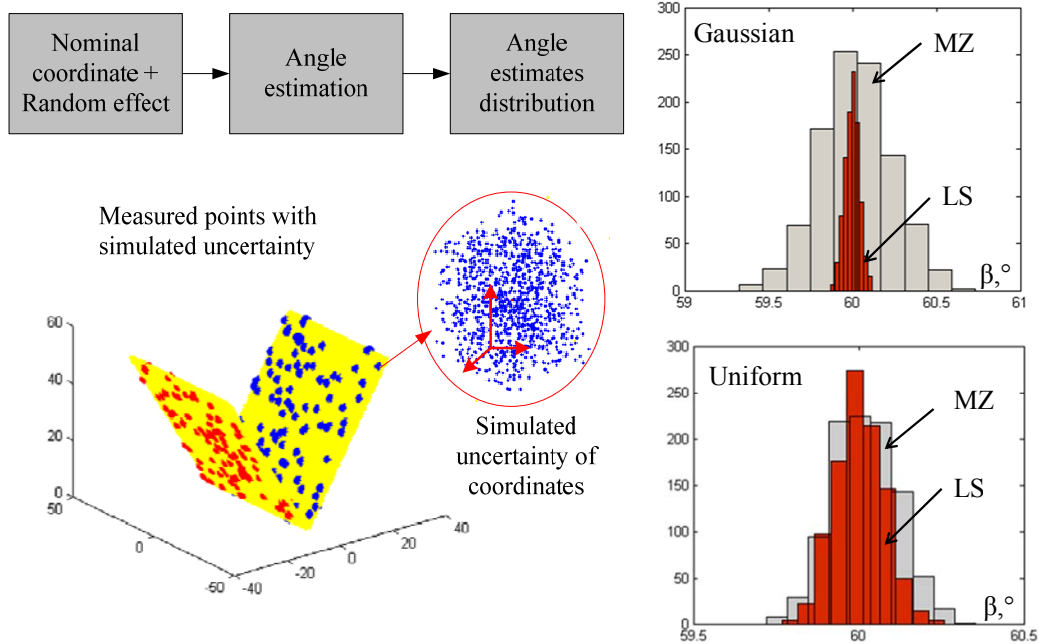 Nominal
coordinate +
Random effect
Angle
estimation
Angle
estimates
distribution
Measured points with
simulated uncertainty
Simulated
uncertainty of
coordinates
60
40
20
0
50
0
-50
-40
-20
0
20
40
Gaussian
MZ
LS
β,°
300
250
200
150
100
50
0
59
59.5
60
60.5
61
Uniform
MZ
LS
β,°
300
250
200
150
100
50
0
59.5
60
60.5